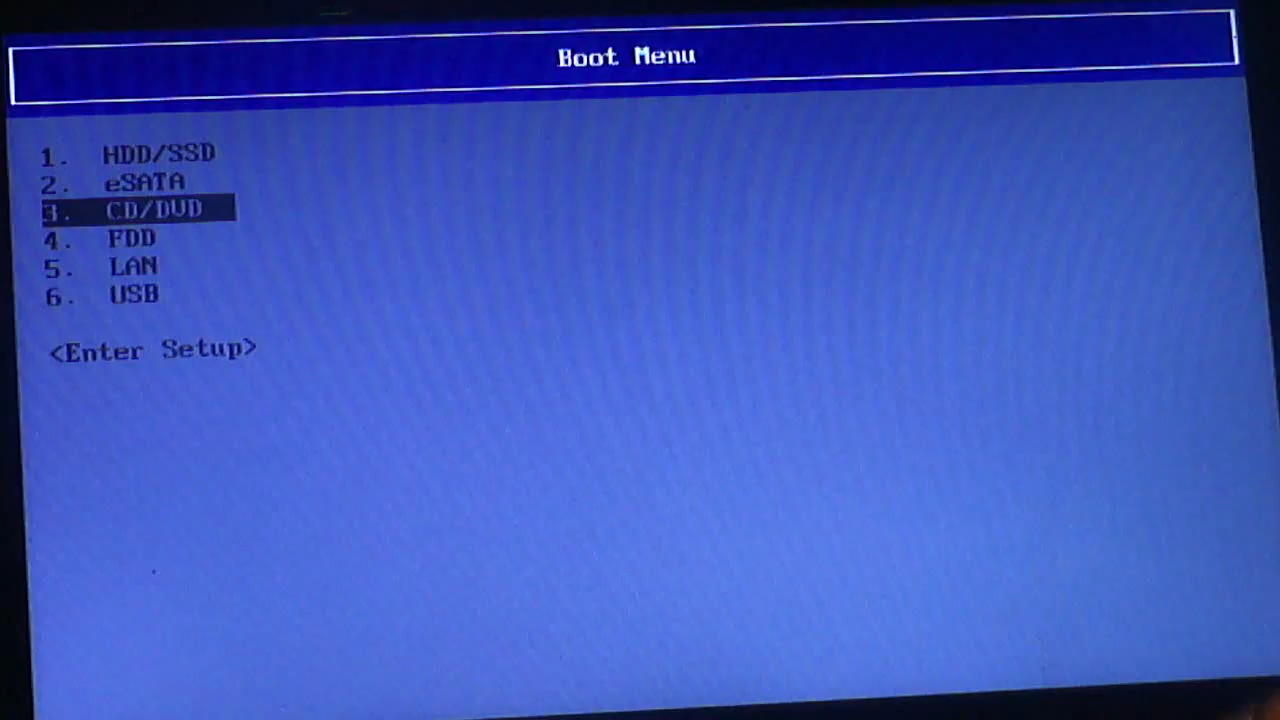 Boot Menu
1. HDD/SSD
2. eSATA
3. CD/DVD
4. FDD
5. LAN
6. USB
<Enter Setup>